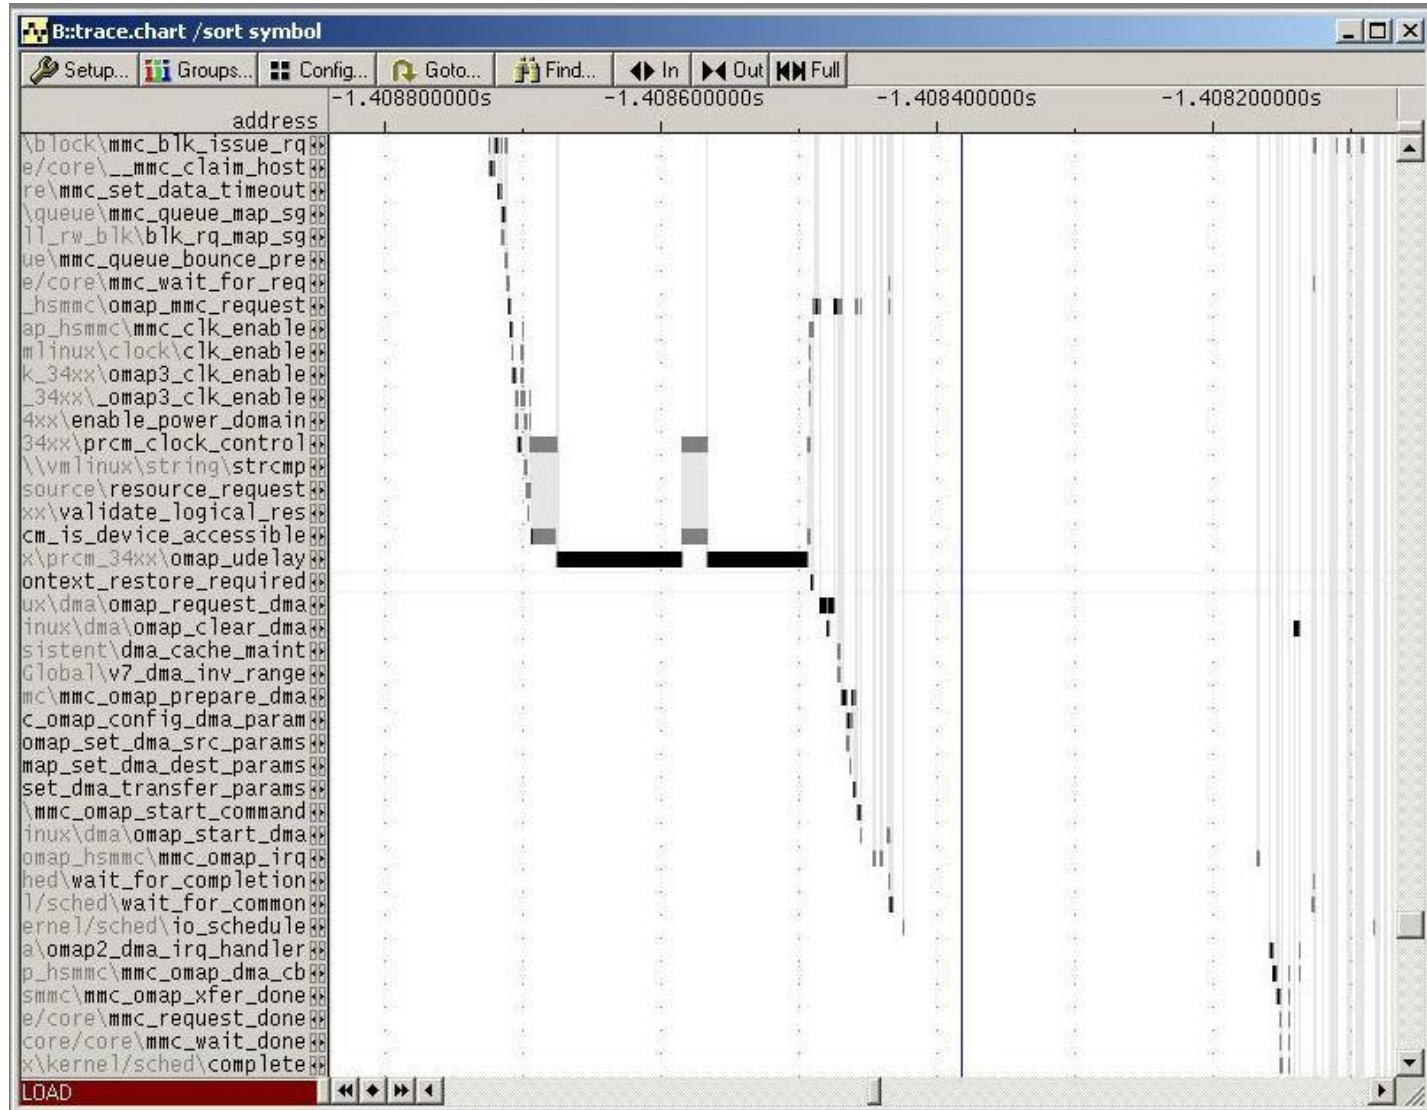 B::trace.chart /sort symbol
Setup... Groups... Config... Goto... Find... In Out Full
-1.408800000s -1.408600000s -1.408400000s -1.408200000s
address
\block\mmc_blk_issue_rq
e/core\__mmc_claim_host
re\mmc_set_data_timeout
\queue\mmc_queue_map_sg
ll_rw_blk\blk_rq_map_sg
ue\mmc_queue_bounce_pre
e/core\mmc_wait_for_req
_hsmmc\omap_mmc_request
ap_hsmmc\mmc_clk_enable
mlinux\clock\clk_enable
k_34xx\omap3_clk_enable
_34xx\_omap3_clk_enable
4xx\enable_power_domain
34xx\prcm_clock_control
\\vmlinux\string\strcmp
source\resource_request
xx\validate_logical_res
cm_is_device_accessible
x\prcm_34xx\omap_udelay
ontext_restore_required
ux\dma\omap_request_dma
inux\dma\omap_clear_dma
sistent\dma_cache_maint
Global\v7_dma_inv_range
mc\mmc_omap_prepare_dma
c_omap_config_dma_param
omap_set_dma_src_params
map_set_dma_dest_params
set_dma_transfer_params
\mmc_omap_start_command
inux\dma\omap_start_dma
omap_hsmmc\mmc_omap_irq
hed\wait_for_completion
l/sched\wait_for_common
ernel/sched\io_schedule
a\omap2_dma_irq_handler
p_hsmmc\mmc_omap_dma_cb
smmc\mmc_omap_xfer_done
e/core\mmc_request_done
core/core\mmc_wait_done
x\kernel/sched\complete
LOAD